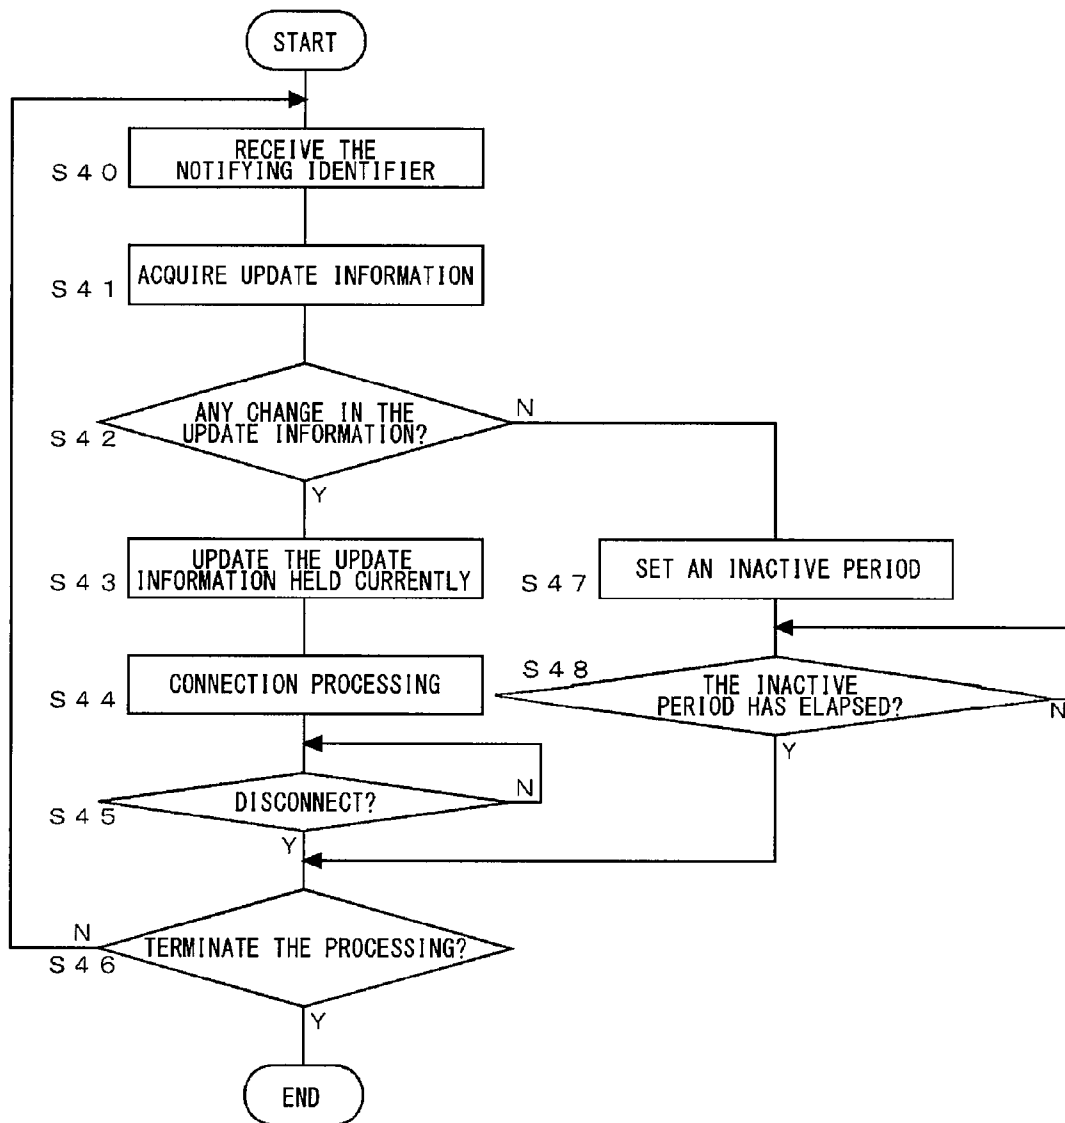 START
RECEIVE THE
NOTIFYING IDENTIFIER
S40
ACQUIRE UPDATE INFORMATION
S41
ANY CHANGE IN THE
UPDATE INFORMATION?
N
S42
Y
UPDATE THE UPDATE
INFORMATION HELD CURRENTLY
S43
SET AN INACTIVE PERIOD
S47
CONNECTION PROCESSING
S44
S48
THE INACTIVE
PERIOD HAS ELAPSED?
N
Y
DISCONNECT?
N
S45
Y
N
TERMINATE THE PROCESSING?
S46
Y
END